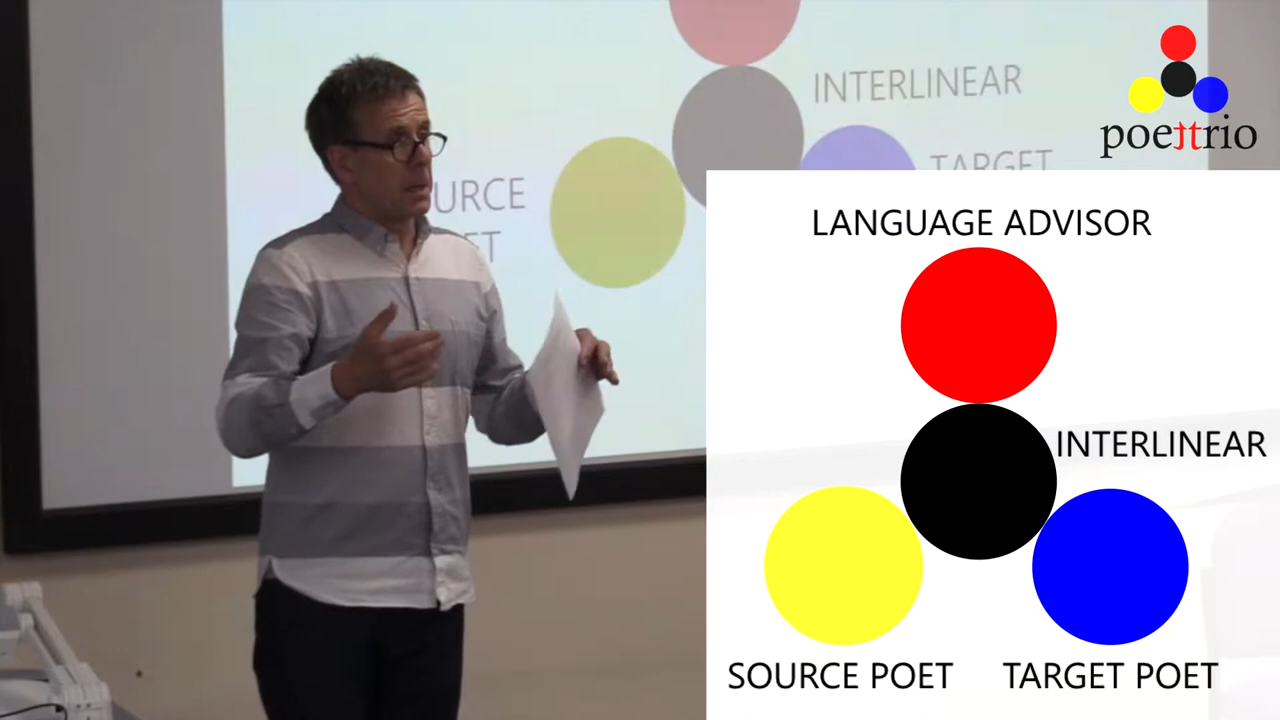 INTERLINEAR
TARGET
URCE
ET
poettrio
LANGUAGE ADVISOR
INTERLINEAR
SOURCE POET
TARGET POET